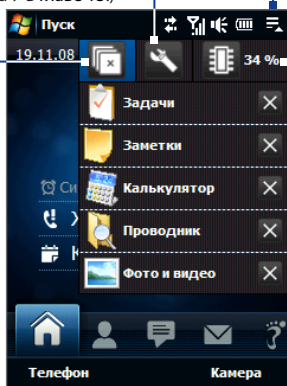 Пуск
19.11.08
34 %
Задачи
Заметки
Калькулятор
Проводник
Фото и видео
Телефон
Камера